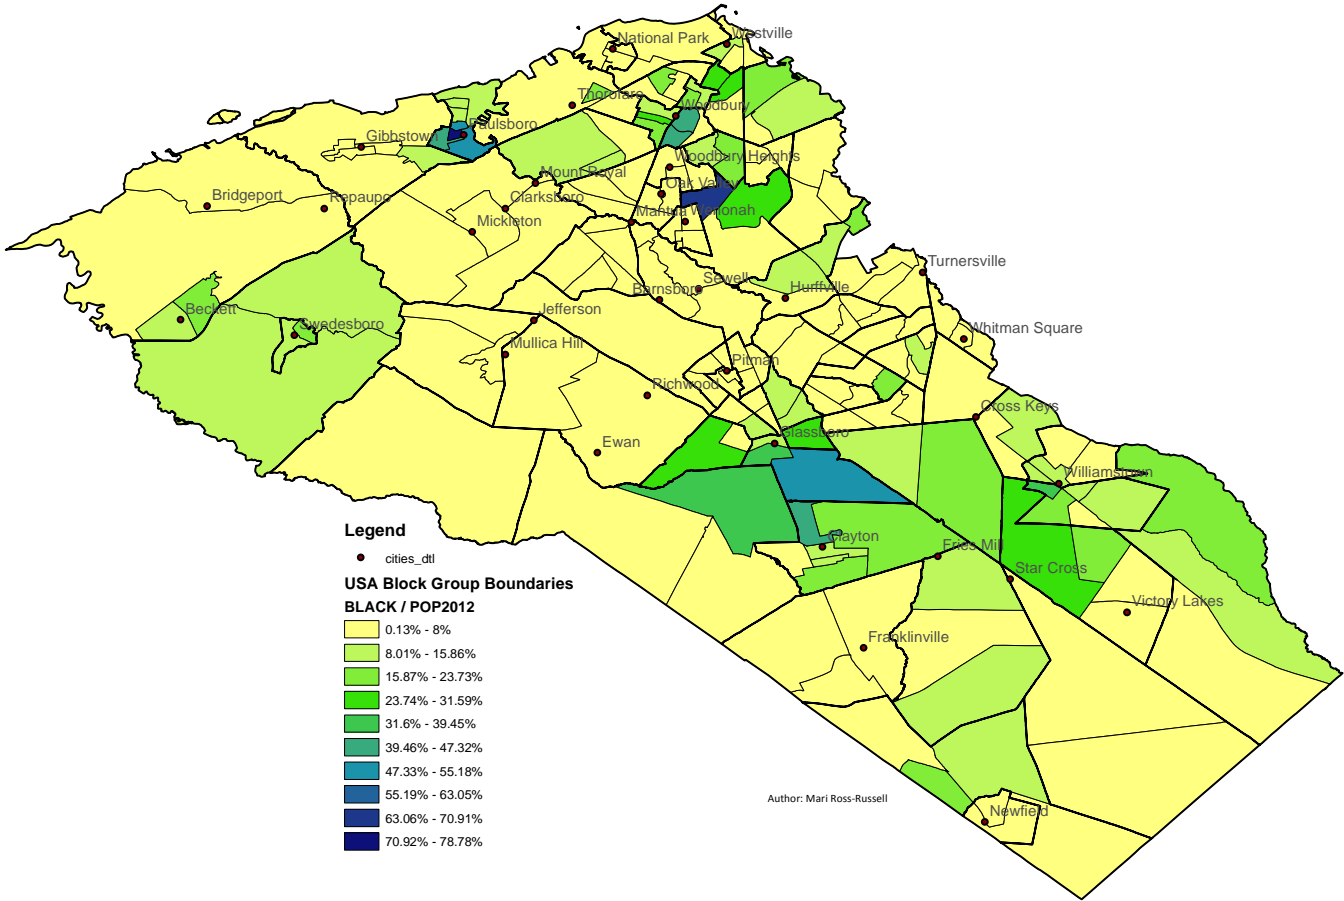 National Park
Westville
Thorofare
Woodbury
Paulsboro
Gibbstown
Woodbury Heights
Mount Royal
Oak Valley
Bridgeport
Repaupo
Clarksboro
Mantua
Wenonah
Mickleton
Turnersville
Sewell
Barnsboro
Huffville
Beckett
Jefferson
Swedesboro
Whitman Square
Mullica Hill
Pitman
Richwood
Cross Keys
Glassboro
Ewan
Williamstown
Clayton
Fries Mill
Star Cross
Victory Lakes
Franklinville
Newfield
Legend
cities_dtl
USA Block Group Boundaries
BLACK / POP2012
0.13% - 8%
8.01% - 15.86%
15.87% - 23.73%
23.74% - 31.59%
31.6% - 39.45%
39.46% - 47.32%
47.33% - 55.18%
55.19% - 63.05%
63.06% - 70.91%
70.92% - 78.78%
Author: Mari Ross-Russell